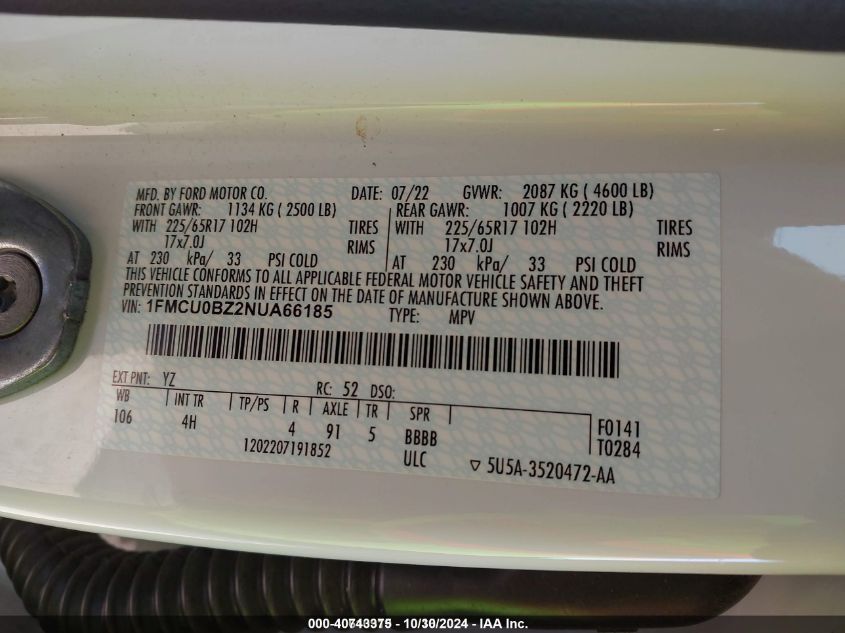 MFD. BY FORD MOTOR CO. DATE: 07/22 GVWR: 2087 KG ( 4600 LB)
FRONT GAWR: 1134 KG ( 2500 LB) REAR GAWR: 1007 KG ( 2220 LB)
WITH 225/65R17 102H TIRES WITH 225/65R17 102H TIRES
17x7.0J RIMS 17x7.0J RIMS
AT 230 kPa/ 33 PSI COLD AT 230 kPa/ 33 PSI COLD
THIS VEHICLE CONFORMS TO ALL APPLICABLE FEDERAL MOTOR VEHICLE SAFETY AND THEFT
PREVENTION STANDARDS IN EFFECT ON THE DATE OF MANUFACTURE SHOWN ABOVE.
VIN: 1FMCU0BZ2NUA66185 TYPE: MPV
EXT PNT: YZ RC: 52 DSO:
WB INT TR TP/PS R AXLE TR SPR
106 4H 4 91 5 BBBB F0141
1202207191852 ULC T0284
5U5A-3520472-AA
10/30/2024 - IAA Inc.